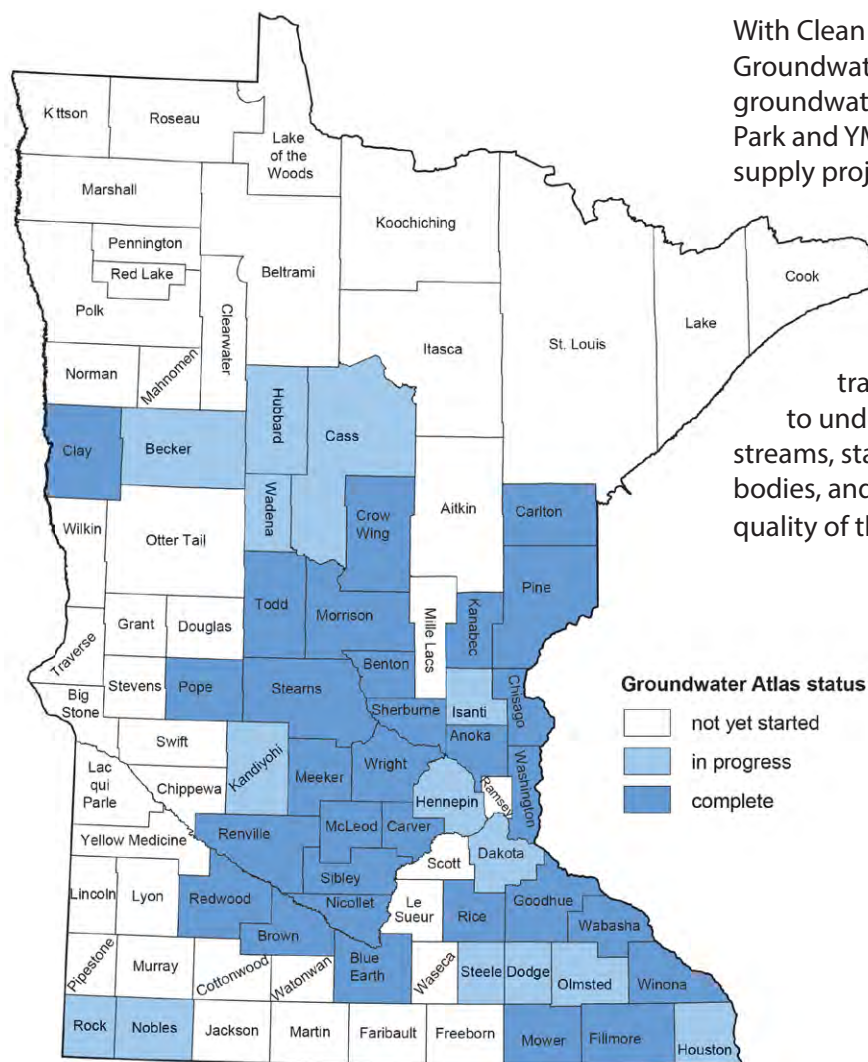 With Clean
Groundwat
groundwat
Park and YM
supply proj
tra
to und
streams, sta
bodies, and
quality of th
Kittson
Roseau
Lake
of the
Woods
Marshall
Koochiching
Pennington
Red Lake
Beltrami
Cook
Polk
Clearwater
Itasca
St. Louis
Lake
Norman
Mahnomen
Clay
Becker
Hubbard
Cass
Wadena
Crow
Wing
Aitkin
Carlton
Wilkin
Otter Tail
Pine
Todd
Morrison
Mille Lacs
Kanabec
Grant
Douglas
Traverse
Benton
Stevens
Pope
Stearns
Big
Stone
Sherburne
Isanti
Chisago
Swift
Kandiyohi
Anoka
Lac
qui
Parle
Chippewa
Meeker
Wright
Hennepin
Ramsey
Washington
Yellow Medicine
Renville
McLeod
Carver
Scott
Dakota
Lincoln
Lyon
Redwood
Sibley
Nicollet
Le
Sueur
Rice
Goodhue
Wabasha
Brown
Pipestone
Murray
Cottonwood
Watonwan
Blue
Earth
Waseca
Steele
Dodge
Olmsted
Winona
Rock
Nobles
Jackson
Martin
Faribault
Freeborn
Mower
Fillmore
Houston
Groundwater Atlas status
not yet started
in progress
complete